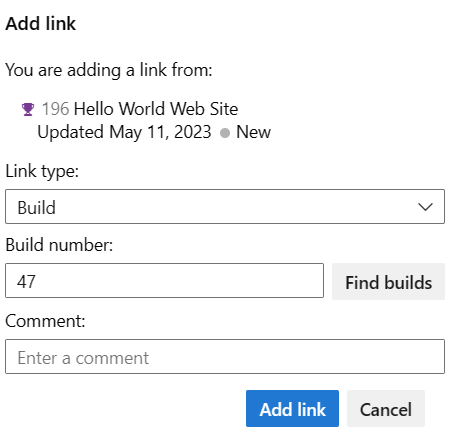 Add link
You are adding a link from:
196 Hello World Web Site
Updated May 11, 2023 New
Link type:
Build
Build number:
47 Find builds
Comment:
Enter a comment
Add link Cancel